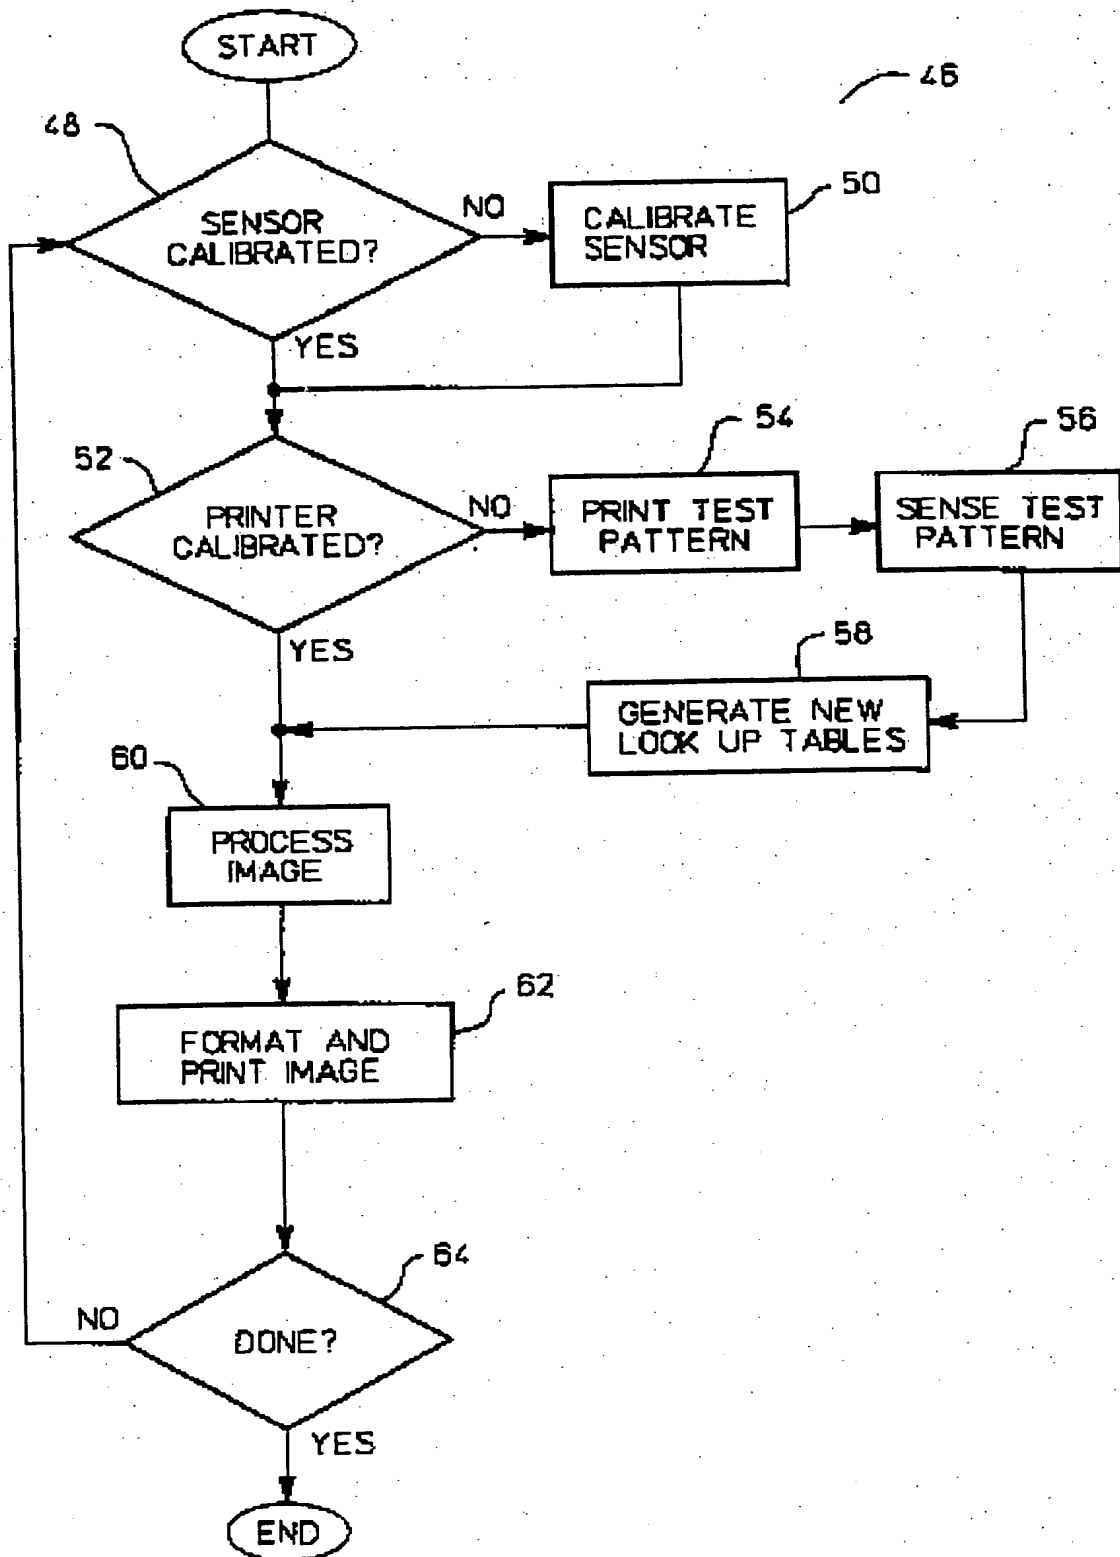 START
46
48
SENSOR
CALIBRATED?
NO
CALIBRATE
SENSOR
50
YES
52
PRINTER
CALIBRATED?
NO
PRINT TEST
PATTERN
54
SENSE TEST
PATTERN
56
YES
58
GENERATE NEW
LOOK UP TABLES
60
PROCESS
IMAGE
62
FORMAT AND
PRINT IMAGE
64
NO
DONE?
YES
END